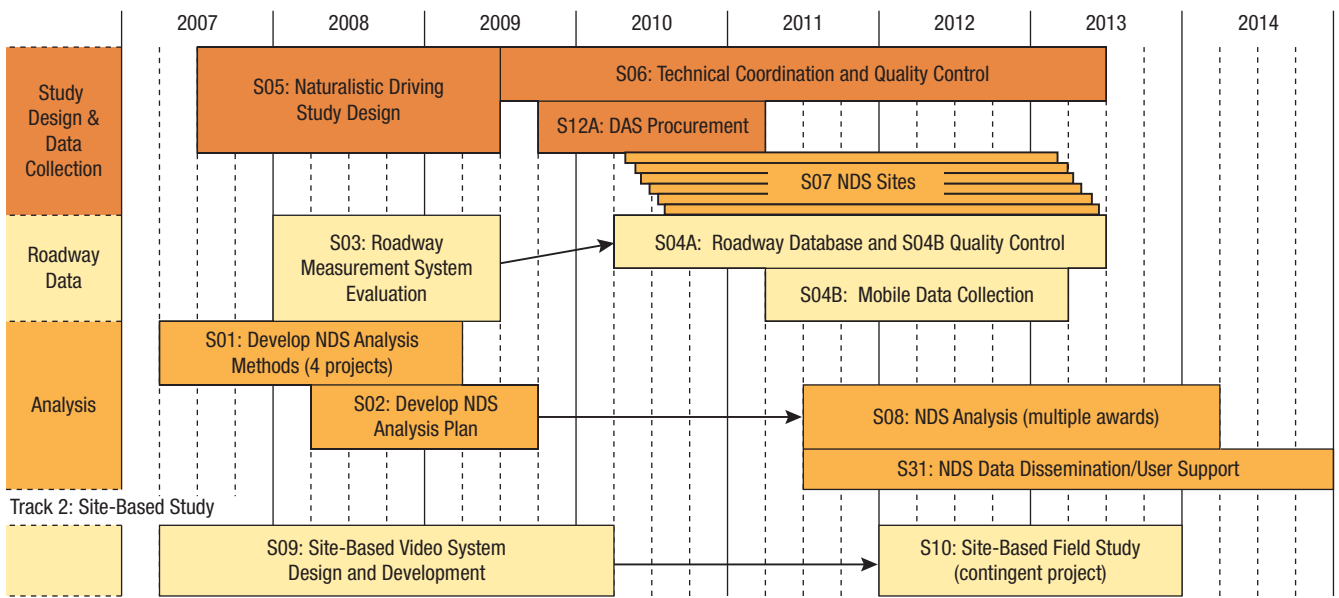 2007 2008 2009 2010 2011 2012 2013 2014
Study
Design &
Data
Collection
S05: Naturalistic Driving
Study Design
S06: Technical Coordination and Quality Control
S12A: DAS Procurement
S07 NDS Sites
Roadway
Data
S03: Roadway
Measurement System
Evaluation
S04A: Roadway Database and S04B Quality Control
S04B: Mobile Data Collection
Analysis
S01: Develop NDS Analysis
Methods (4 projects)
S02: Develop NDS
Analysis Plan
S08: NDS Analysis (multiple awards)
S31: NDS Data Dissemination/User Support
Track 2: Site-Based Study
S09: Site-Based Video System
Design and Development
S10: Site-Based Field Study
(contingent project)